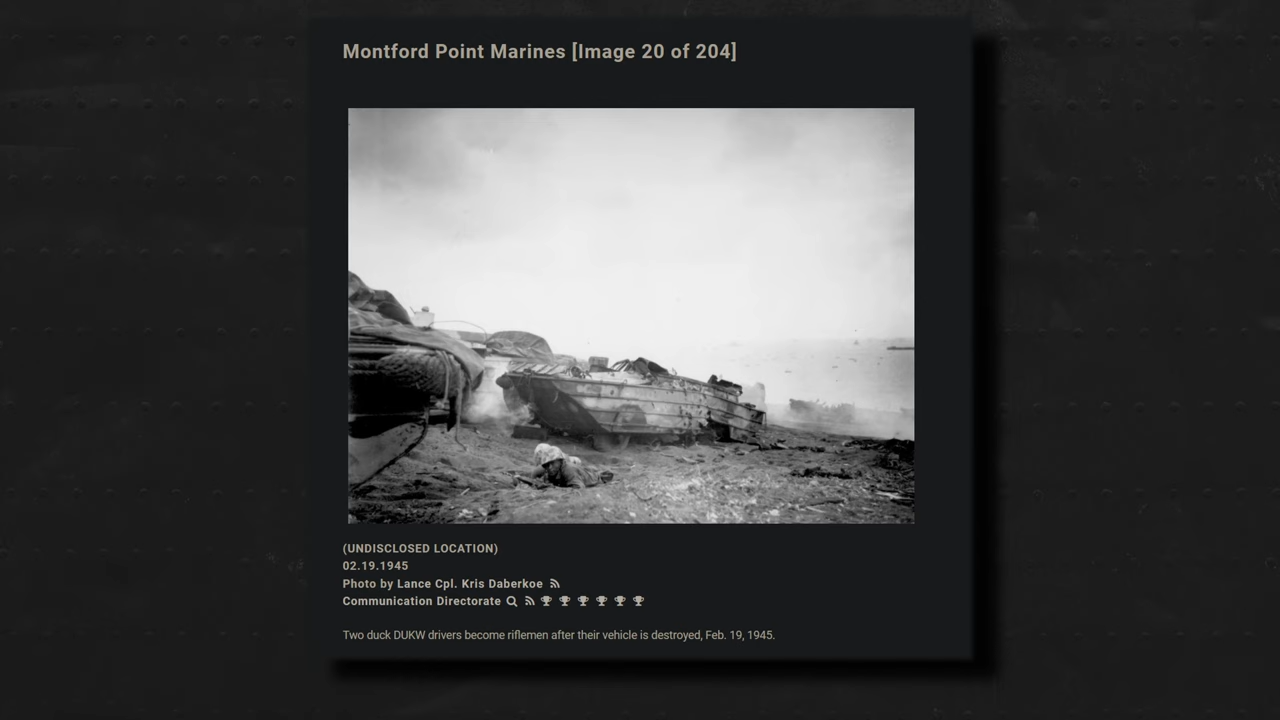 Montford Point Marines [Image 20 of 204]
(UNDISCLOSED LOCATION)
02.19.1945
Photo by Lance Cpl. Kris Daberkoe
Communication Directorate
Two duck DUKW drivers become riflemen after their vehicle is destroyed, Feb. 19, 1945.